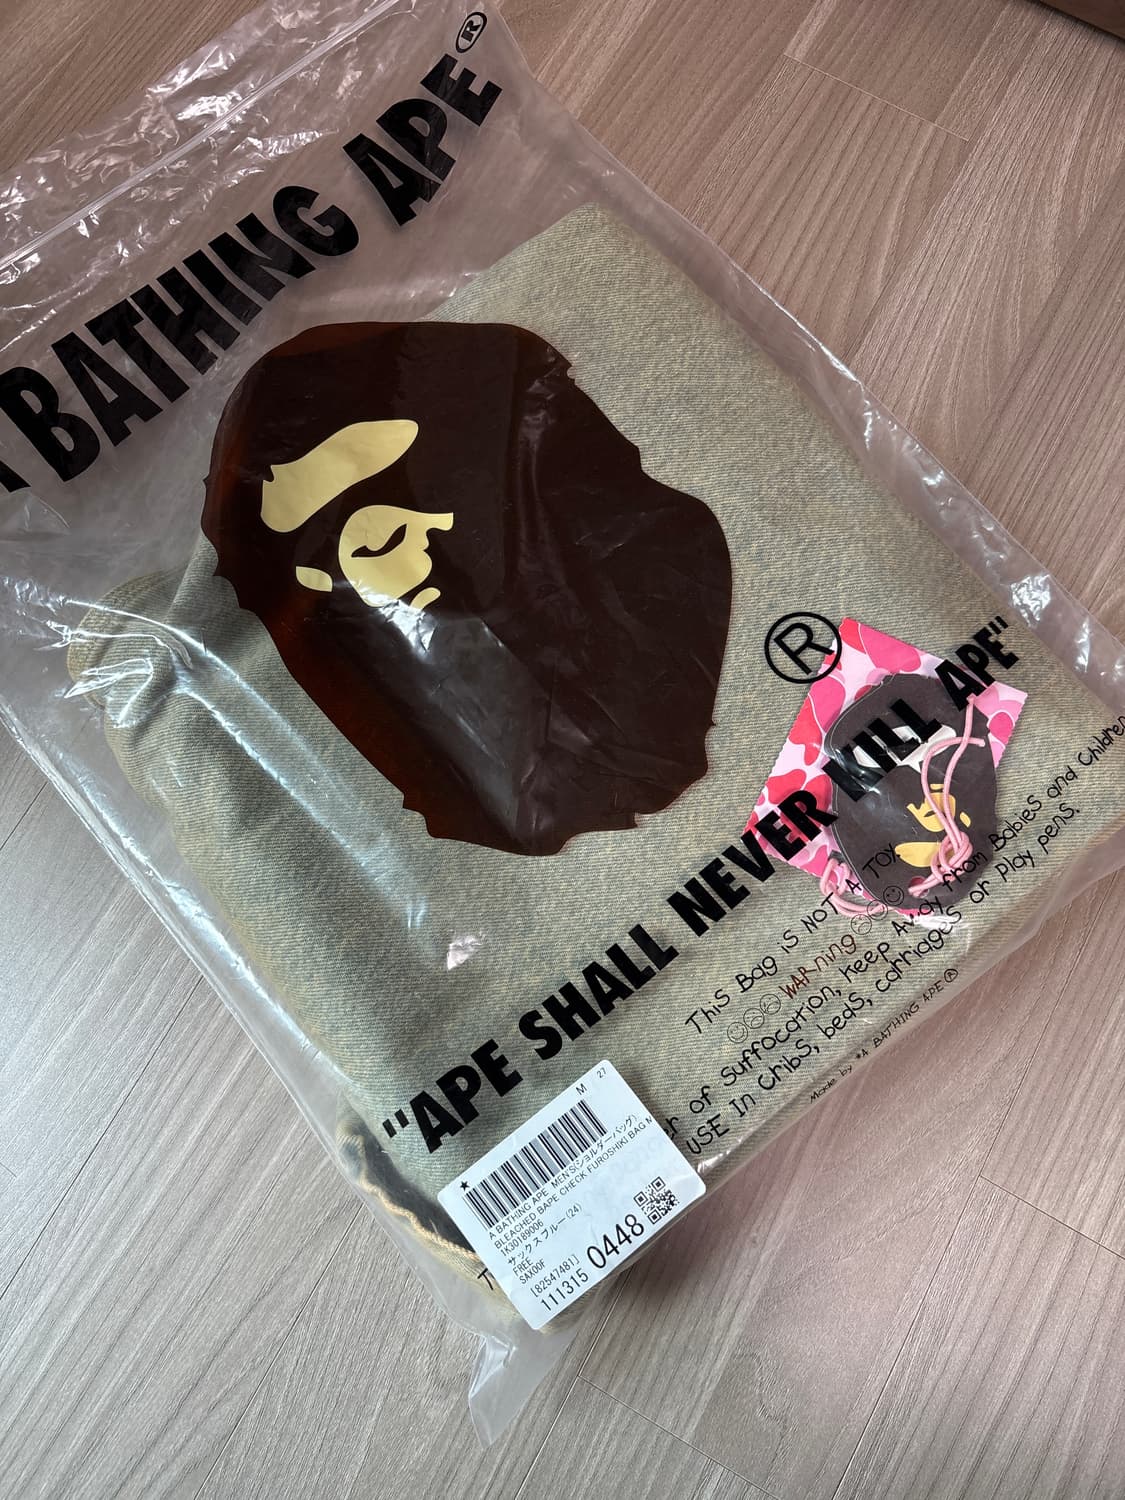 A BATHING APE®
®
"APE SHALL NEVER KILL APE"
This Bag is NOT A TOY.
WAR-ning
of Suffocation, Keep Away from Babies and Children
USE In Cribs, beds, carriages or Play pens.
Made by *A BATHING APE®
M 27
A BATHING APE MEN'S(ショルダーバッグ)
BLEACHED BAPE CHECK FUROSHIKI BAG M
1K30189006
サックスブルー(24)
FREE
SAX00F
[82547481]
111315 0448